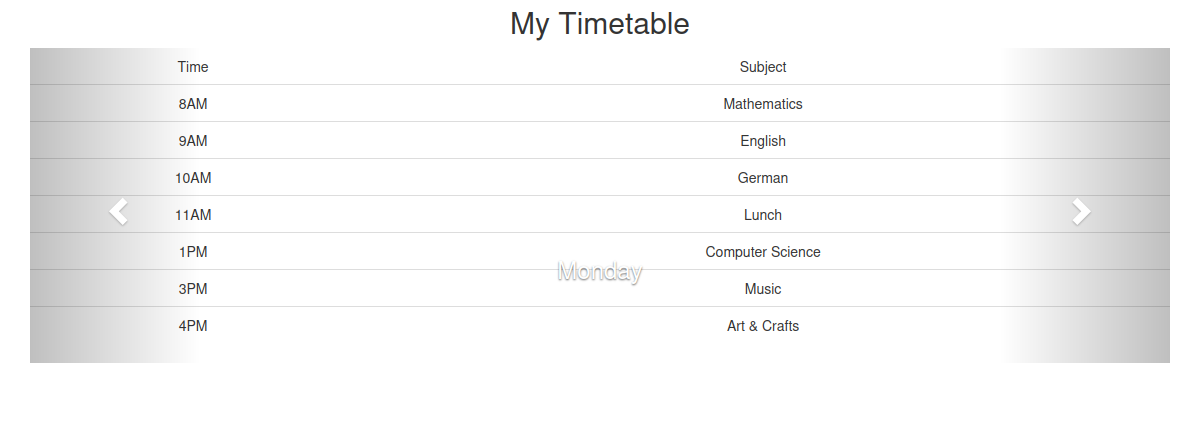 My Timetable
Time Subject
8AM Mathematics
9AM English
10AM German
11AM Lunch
1PM Computer Science
Monday
3PM Music
4PM Art & Crafts